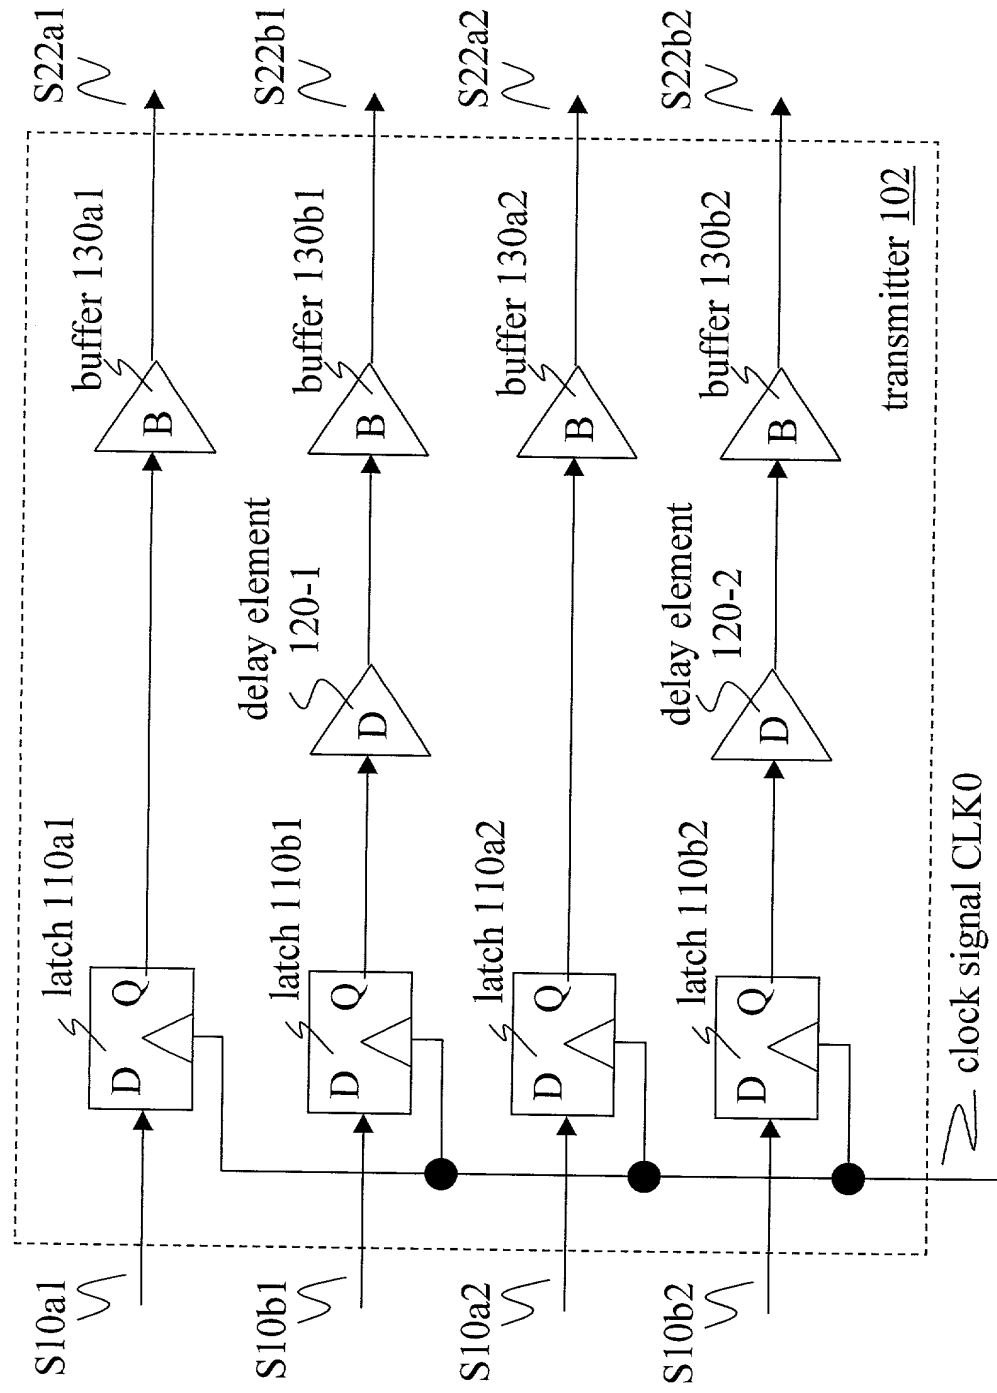 S10a1
D Q
latch 110a1
B
buffer 130a1
S22a1
S10b1
D Q
latch 110b1
D
delay element
120-1
B
buffer 130b1
S22b1
S10a2
D Q
latch 110a2
B
buffer 130a2
S22a2
S10b2
D Q
latch 110b2
D
delay element
120-2
B
buffer 130b2
S22b2
transmitter 102
clock signal CLK0